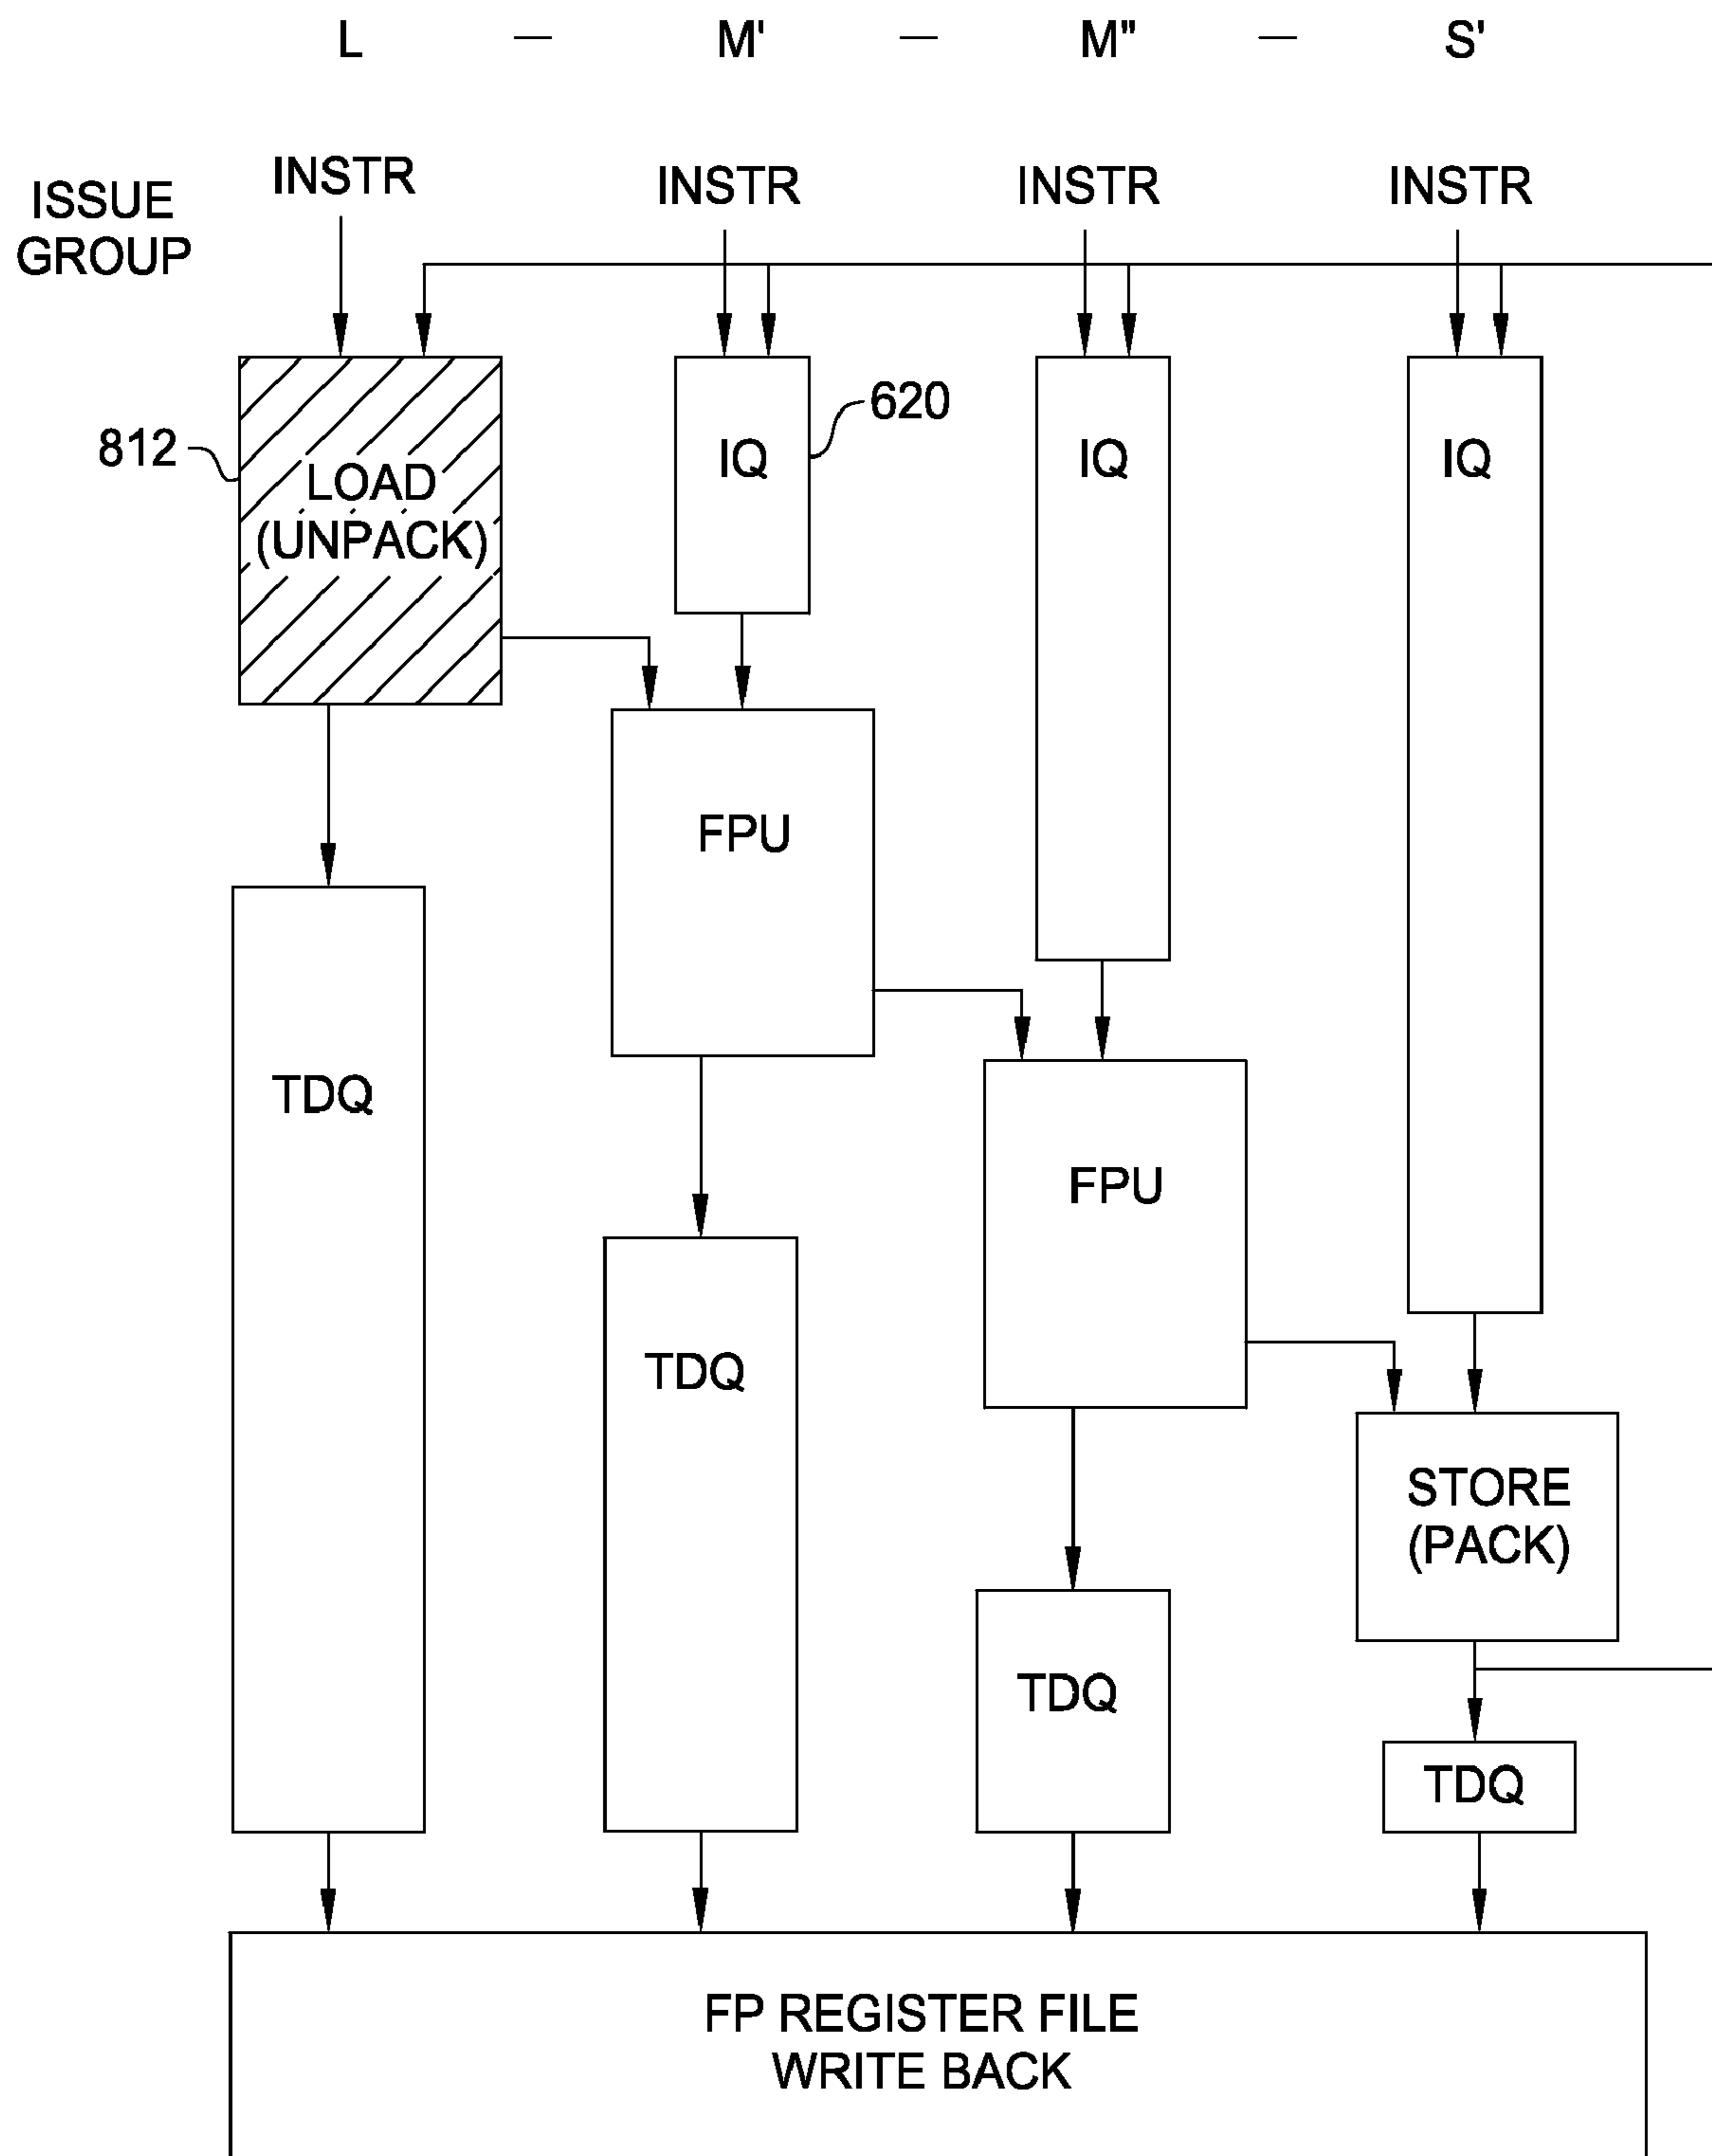 L — M' — M" — S'
ISSUE
GROUP
INSTR
INSTR
INSTR
INSTR
812
LOAD
(UNPACK)
IQ
620
IQ
IQ
FPU
TDQ
FPU
TDQ
STORE
(PACK)
TDQ
TDQ
FP REGISTER FILE
WRITE BACK